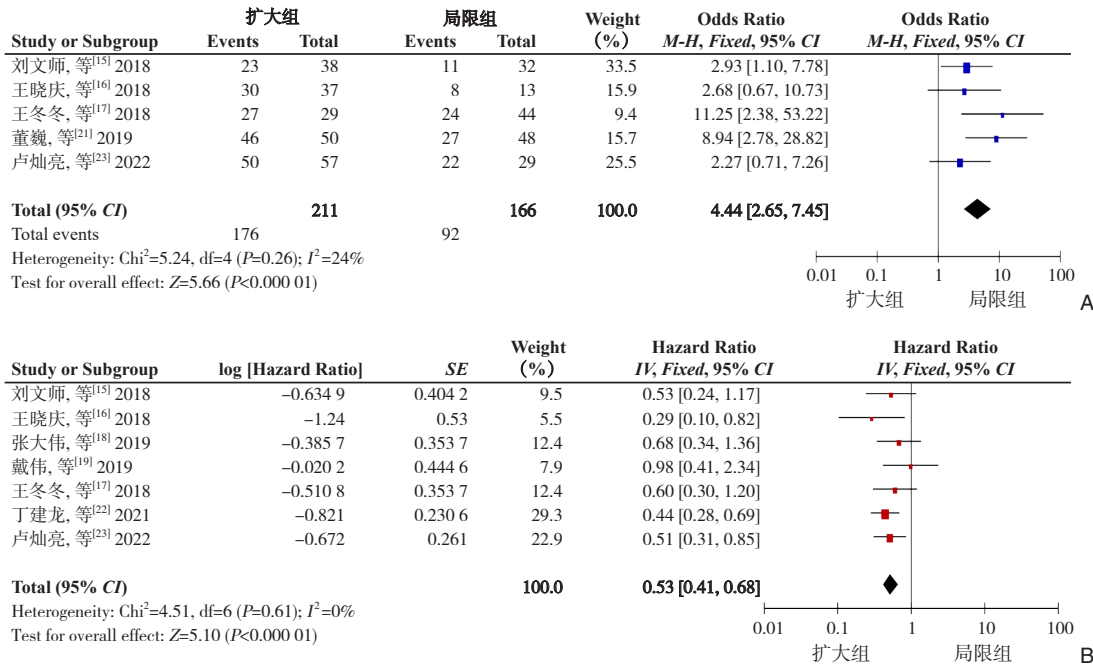 扩大组 局限组 Weight Odds Ratio Odds Ratio
Study or Subgroup Events Total Events Total （%） M-H, Fixed, 95% CI M-H, Fixed, 95% CI
刘文师, 等[15] 2018 23 38 11 32 33.5 2.93 [1.10, 7.78]
王晓庆, 等[16] 2018 30 37 8 13 15.9 2.68 [0.67, 10.73]
王冬冬, 等[17] 2018 27 29 24 44 9.4 11.25 [2.38, 53.22]
董巍, 等[21] 2019 46 50 27 48 15.7 8.94 [2.78, 28.82]
卢灿亮, 等[23] 2022 50 57 22 29 25.5 2.27 [0.71, 7.26]
Total (95% CI) 211 166 100.0 4.44 [2.65, 7.45]
Total events 176 92
Heterogeneity: Chi²=5.24, df=4 (P=0.26); I²=24%
Test for overall effect: Z=5.66 (P<0.000 01)
0.01 0.1 1 10 100
扩大组 局限组 A
Weight Hazard Ratio Hazard Ratio
Study or Subgroup log [Hazard Ratio] SE （%） IV, Fixed, 95% CI IV, Fixed, 95% CI
刘文师, 等[15] 2018 −0.634 9 0.404 2 9.5 0.53 [0.24, 1.17]
王晓庆, 等[16] 2018 −1.24 0.53 5.5 0.29 [0.10, 0.82]
张大伟, 等[18] 2019 −0.385 7 0.353 7 12.4 0.68 [0.34, 1.36]
戴伟, 等[19] 2019 −0.020 2 0.444 6 7.9 0.98 [0.41, 2.34]
王冬冬, 等[17] 2018 −0.510 8 0.353 7 12.4 0.60 [0.30, 1.20]
丁建龙, 等[22] 2021 −0.821 0.230 6 29.3 0.44 [0.28, 0.69]
卢灿亮, 等[23] 2022 −0.672 0.261 22.9 0.51 [0.31, 0.85]
Total (95% CI) 100.0 0.53 [0.41, 0.68]
Heterogeneity: Chi²=4.51, df=6 (P=0.61); I²=0%
Test for overall effect: Z=5.10 (P<0.000 01)
0.01 0.1 1 10 100
扩大组 局限组 B